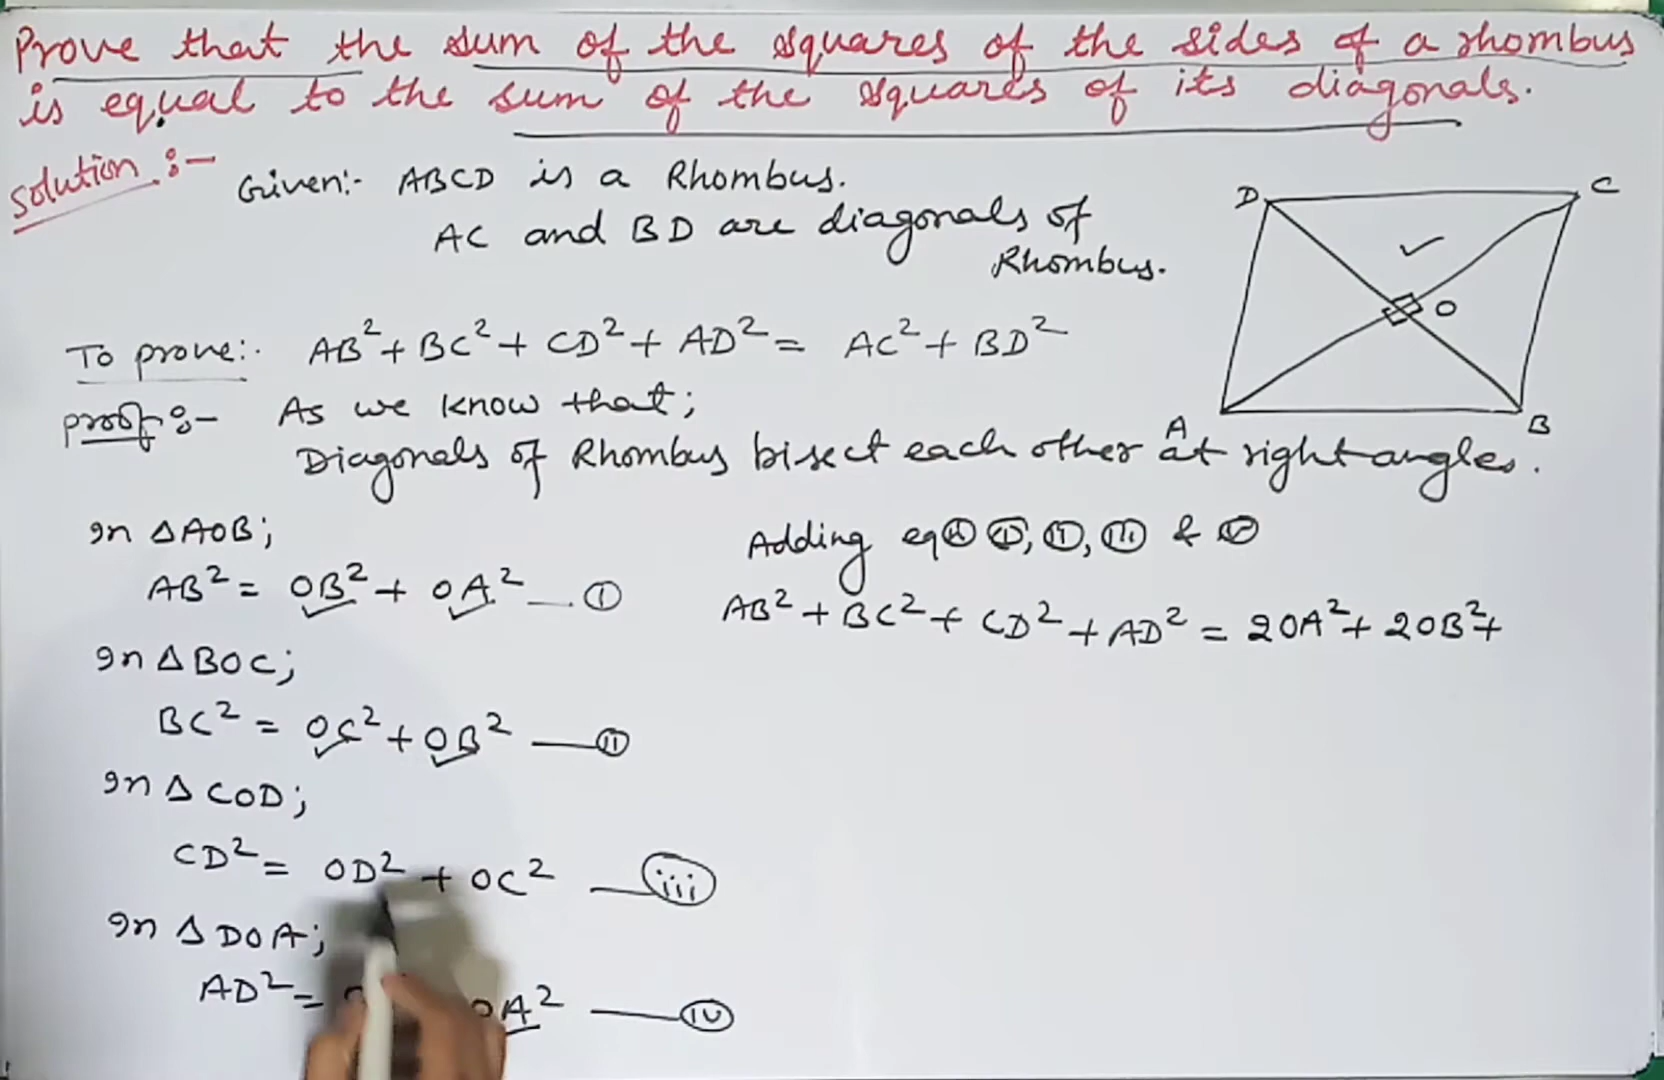 Prove that the sum of the squares of the sides of a rhombus
is equal to the sum of the squares of its diagonals.
Solution :-
Given:- ABCD is a Rhombus.
AC and BD are diagonals of
Rhombus.
D C
O
A B
To prove:- AB²+BC²+CD²+AD² = AC²+BD²
Proof:- As we know that;
Diagonals of Rhombus bisect each other at right angles.
In ΔAOB;
AB² = OB² + OA² — (I)
In ΔBOC;
BC² = OC² + OB² — (II)
In ΔCOD;
CD² = OD² + OC² — (iii)
In ΔDOA;
AD² = OA² — (IV)
Adding eqn (I), (II), (III) & (IV)
AB² + BC² + CD² + AD² = 2OA² + 2OB² +